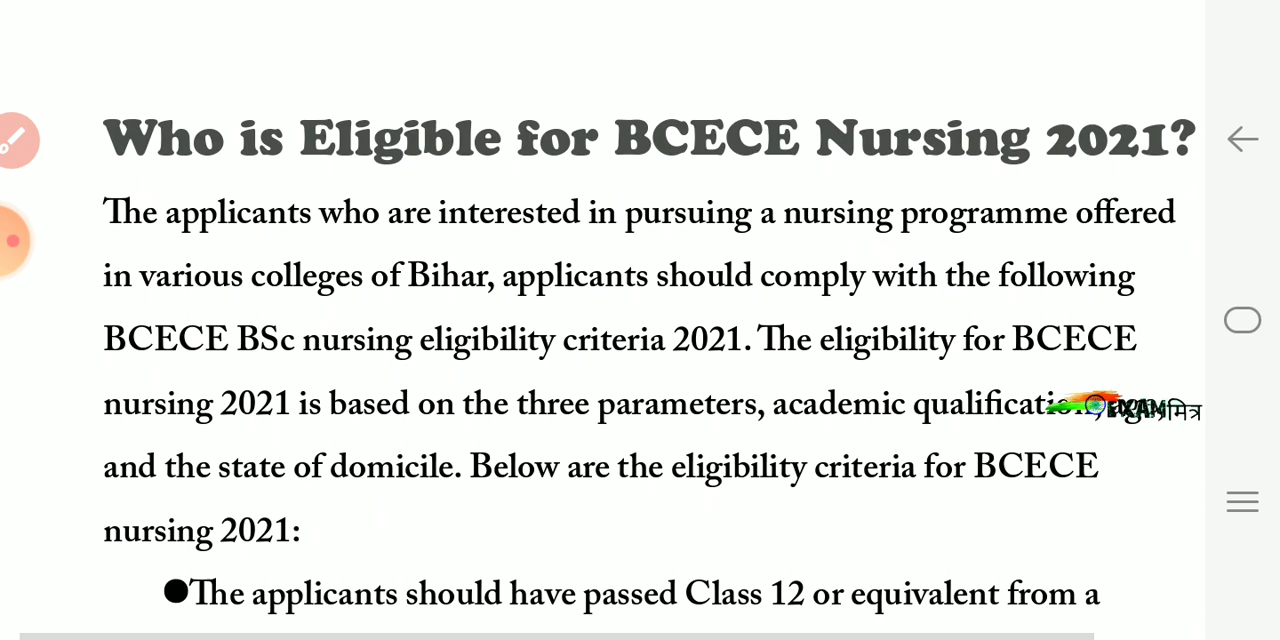 Who is Eligible for BCECE Nursing 2021?
The applicants who are interested in pursuing a nursing programme offered
in various colleges of Bihar, applicants should comply with the following
BCECE BSc nursing eligibility criteria 2021. The eligibility for BCECE
nursing 2021 is based on the three parameters, academic
and the state of domicile. Below are the eligibility criteria for BCECE
nursing 2021:
●The applicants should have passed Class 12 or equivalent from a